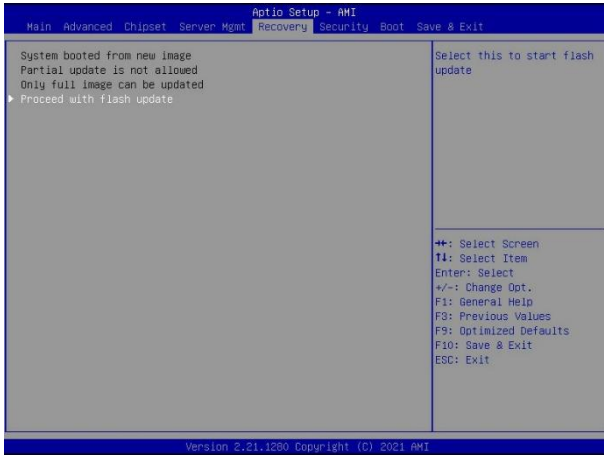 Aptio Setup - AMI
Main Advanced Chipset Server Mgmt Recovery Security Boot Save & Exit
System booted from new image
Partial update is not allowed
Only full image can be updated
Proceed with flash update
Select this to start flash
update
→←: Select Screen
↑↓: Select Item
Enter: Select
+/-: Change Opt.
F1: General Help
F3: Previous Values
F9: Optimized Defaults
F10: Save & Exit
ESC: Exit
Version 2.21.1280 Copyright (C) 2021 AMI